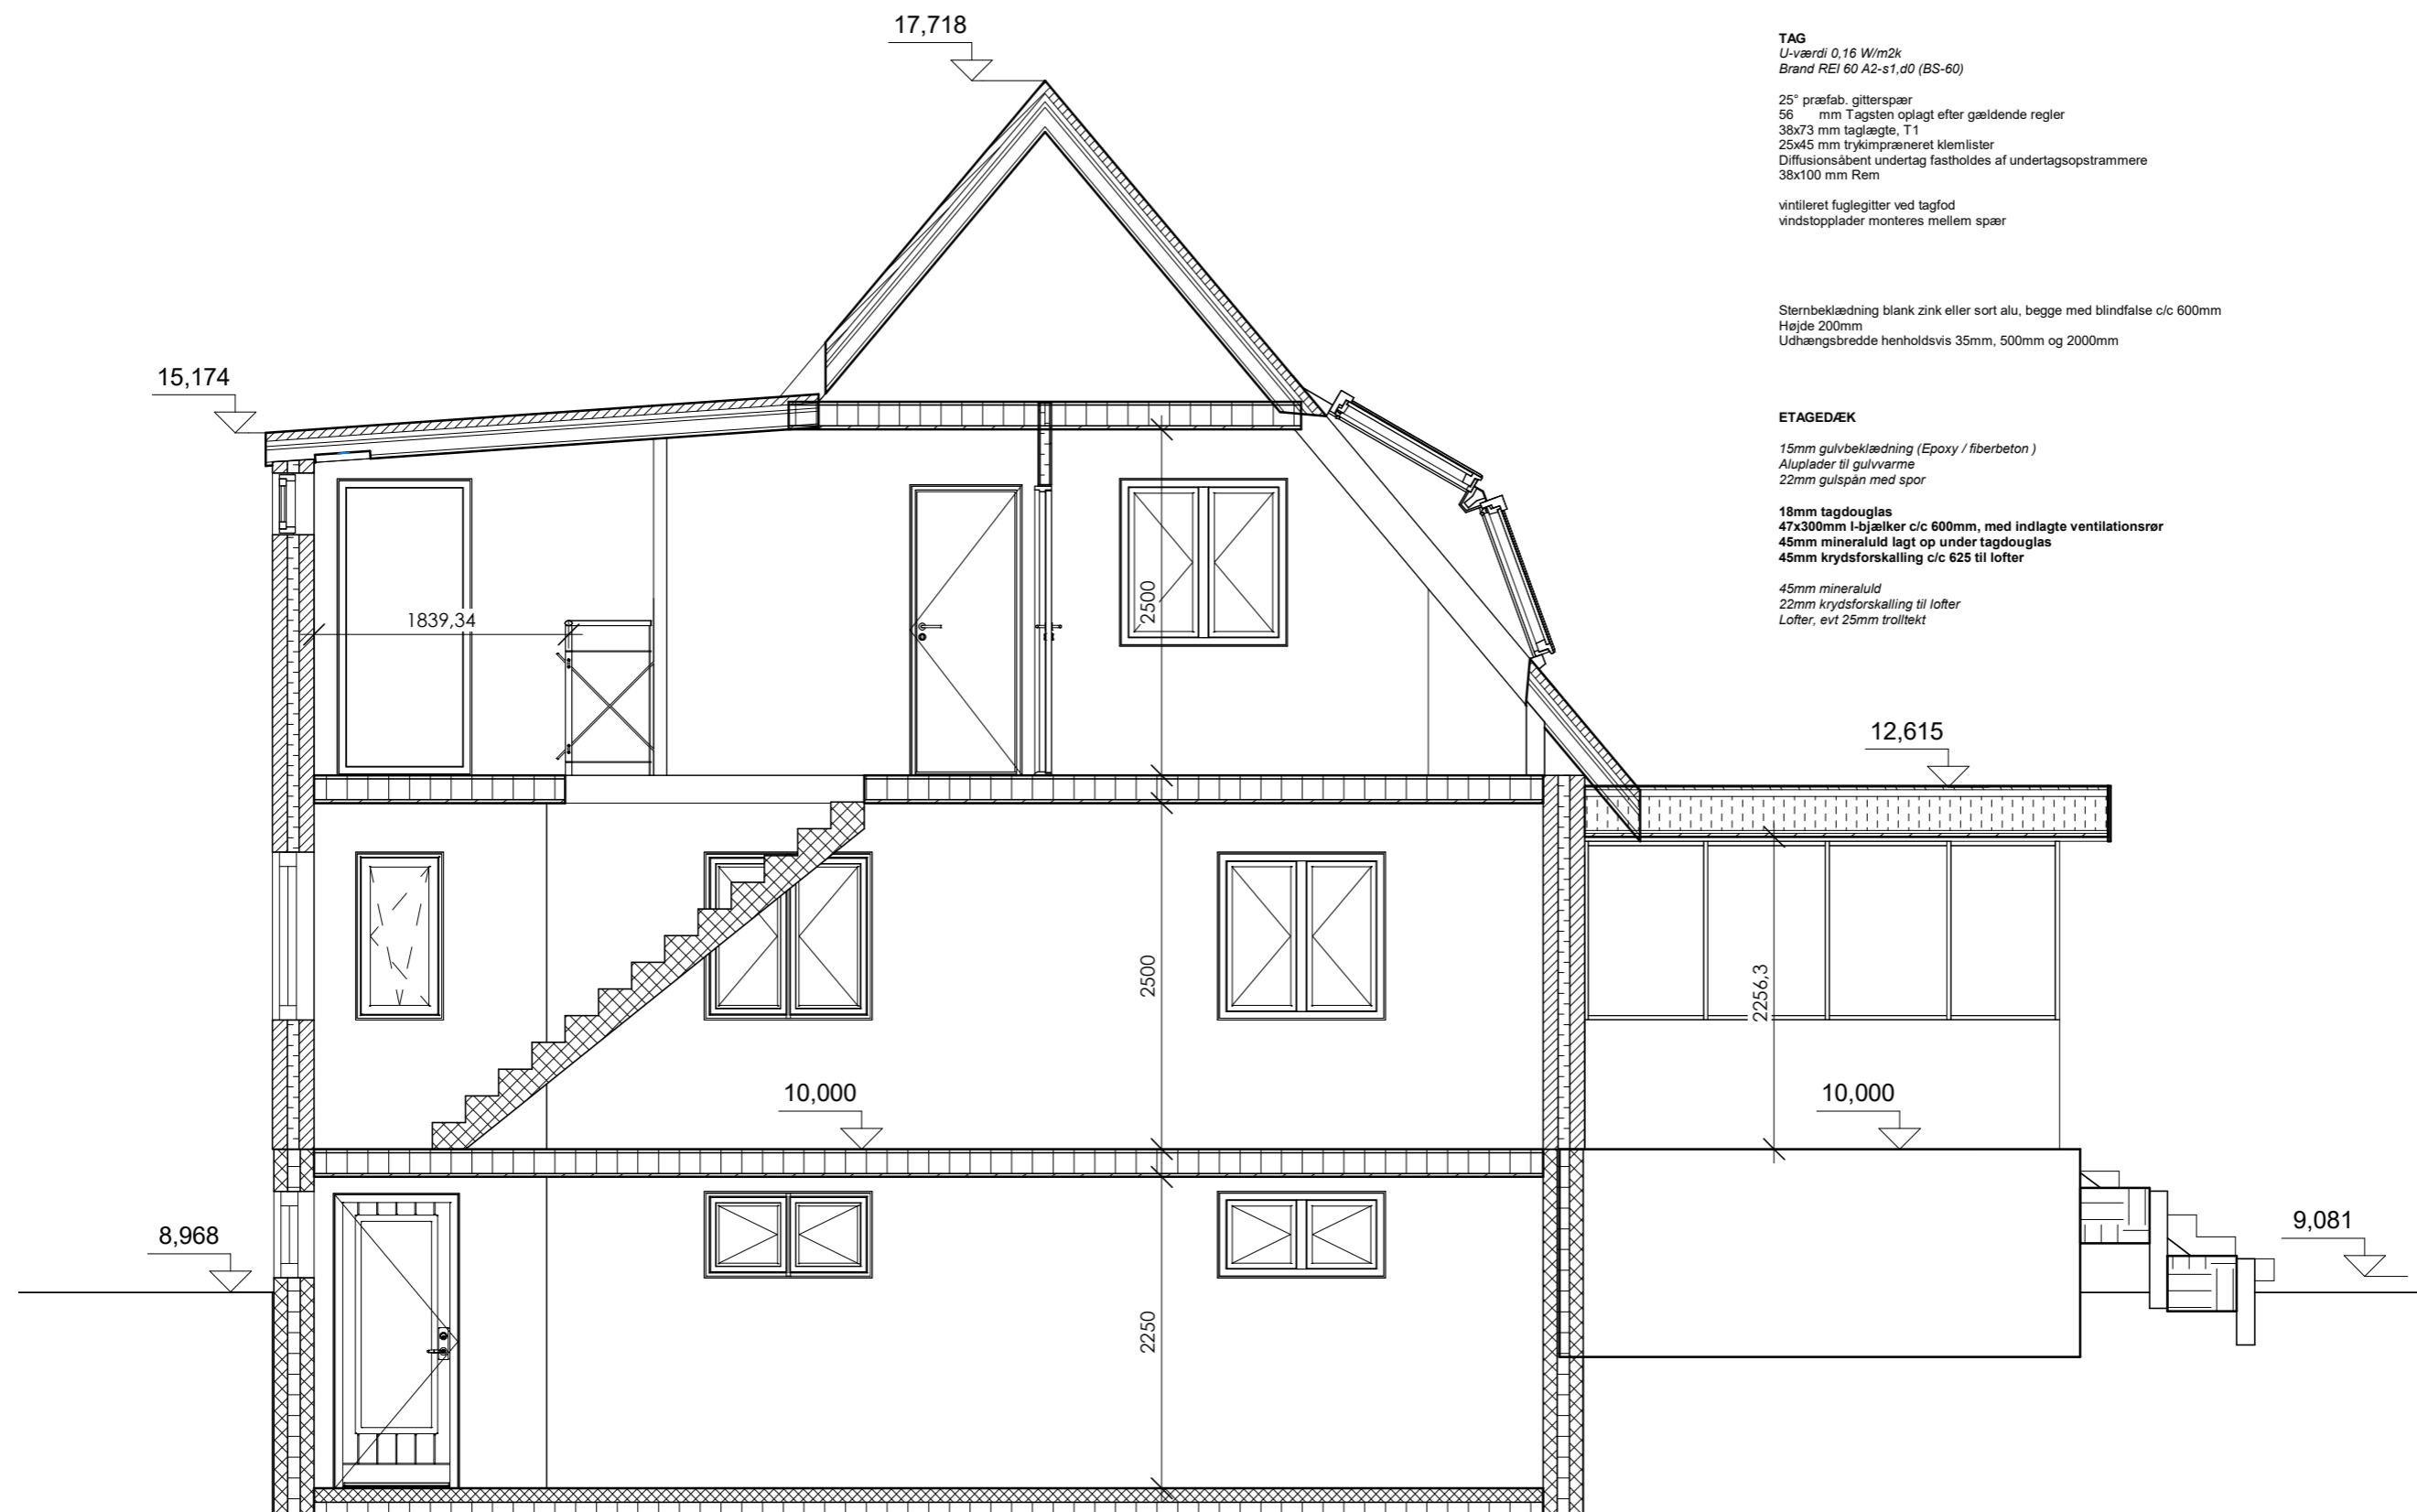 17,718
TAG
U-værdi 0,16 W/m2k
Brand REI 60 A2-s1,d0 (BS-60)
25° præfab. gitterspær
56 mm Tagsten oplagt efter gældende regler
38x73 mm taglægte, T1
25x45 mm trykimpræneret klemlister
Diffusionsåbent undertag fastholdes af undertagsopstrammere
38x100 mm Rem
vintileret fuglegitter ved tagfod
vindstopplader monteres mellem spær
Sternbeklædning blank zink eller sort alu, begge med blindfalse c/c 600mm
Højde 200mm
Udhængsbredde henholdsvis 35mm, 500mm og 2000mm
15,174
ETAGEDÆK
15mm gulvbeklædning (Epoxy / fiberbeton )
Aluplader til gulvvarme
22mm gulspån med spor
18mm tagdouglas
47x300mm I-bjælker c/c 600mm, med indlagte ventilationsrør
45mm mineraluld lagt op under tagdouglas
45mm krydsforskalling c/c 625 til lofter
45mm mineraluld
22mm krydsforskalling til lofter
Lofter, evt 25mm trolltekt
1839,34
2500
12,615
2500
2256,3
10,000
10,000
8,968
9,081
2250